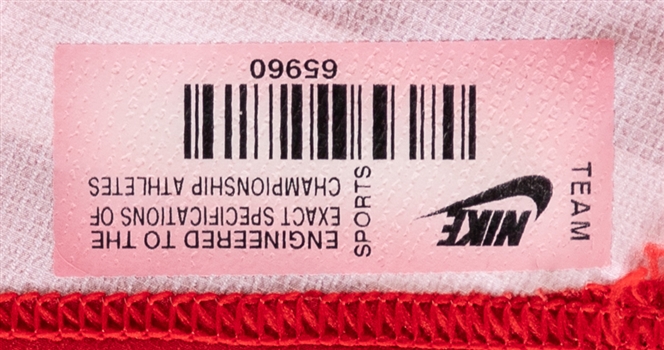 TEAM
NIKE
SPORTS
ENGINEERED TO THE
EXACT SPECIFICATIONS OF
CHAMPIONSHIP ATHLETES
65960